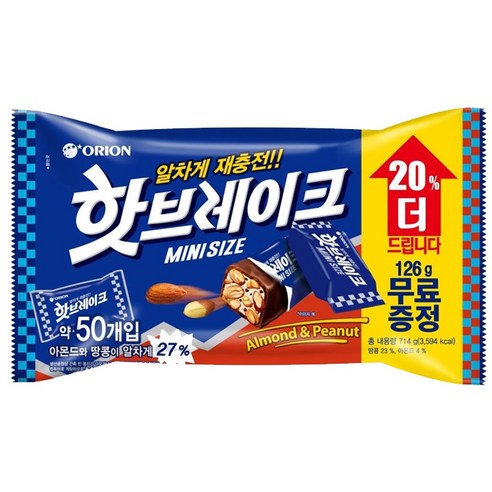 ORION
알차게 재충전!!
핫브레이크
MINI SIZE
ORION
핫브레이크
약 50개입
아몬드와 땅콩이 알차게 27%
Almond & Peanut
20%
더
드립니다
126 g
무료
증정
총 내용량 714 g(3,594 kcal)
땅콩 23 %, 아몬드 4 %